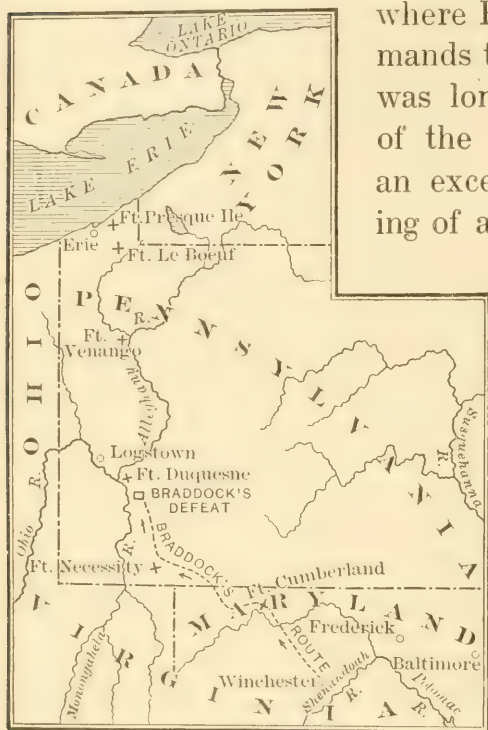 where
mands t
was lon
of the
an exce
ing of a
LAKE
ONTARIO
CANADA
LAKE ERIE
NEW
YORK
Ft. Presque Ile
Erie
Ft. Le Boeuf
OHIO
PENNSYLVANIA
R.
Ft.
Venango
Alleghany
Susquehanna
R.
Logstown
Ft. Duquesne
BRADDOCK'S
DEFEAT
Ohio R.
BRADDOCK'S
ROUTE
Ft. Necessity
R.
Ft. Cumberland
MARYLAND
Frederick
Baltimore
VIRGINIA
Winchester
Monongahela
Shenandoah
R.
Potomac
R.